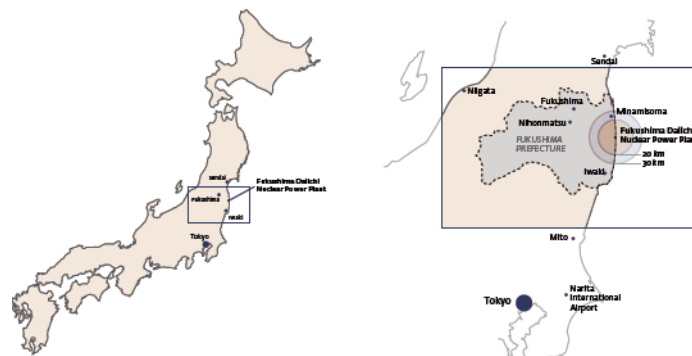 Sendai
Fukushima Daiichi
Nuclear Power Plant
Fukushima
Iwaki
Tokyo
Sendai
Niigata
Fukushima
Minamisoma
Nihonmatsu
Fukushima Daiichi
Nuclear Power Plant
FUKUSHIMA
PREFECTURE
20 km
30 km
Iwaki
Mito
Tokyo
Narita
International
Airport